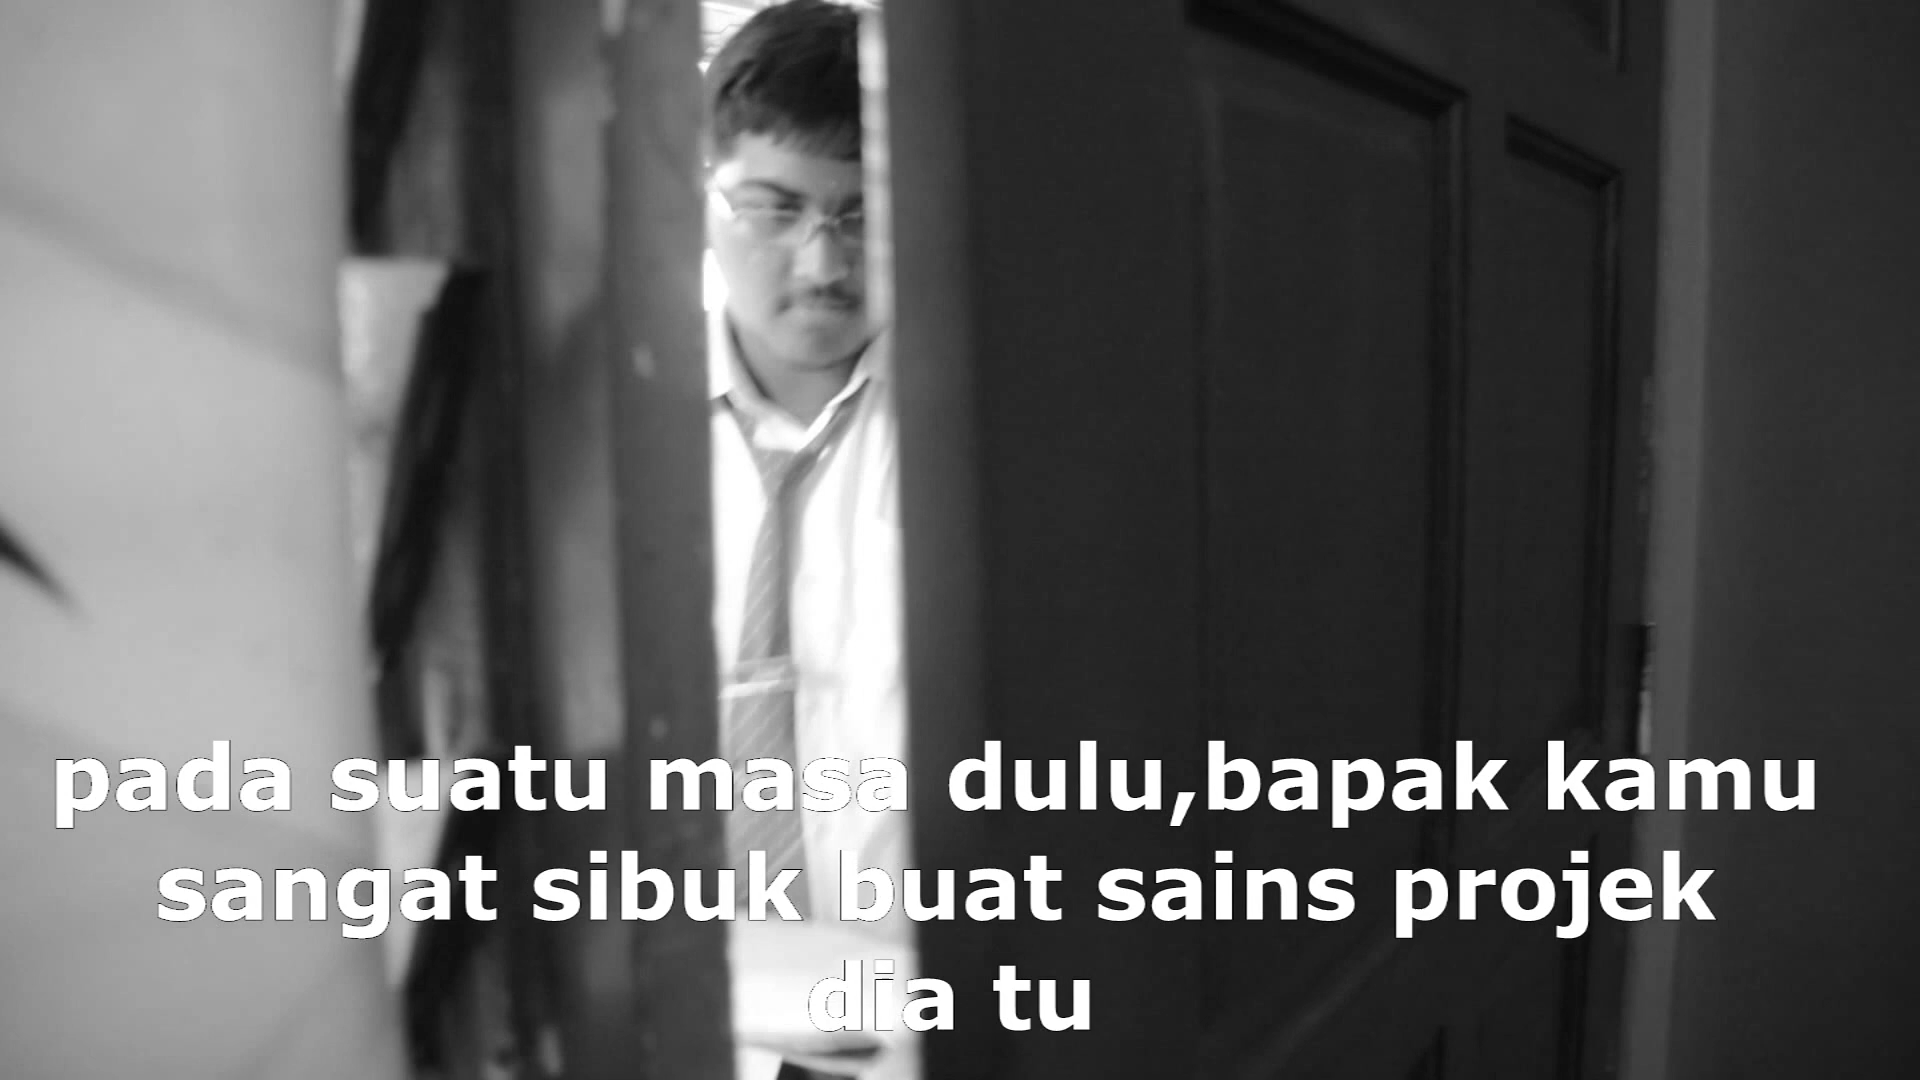 pada suatu masa dulu,bapak kamu
sangat sibuk buat sains projek
dia tu